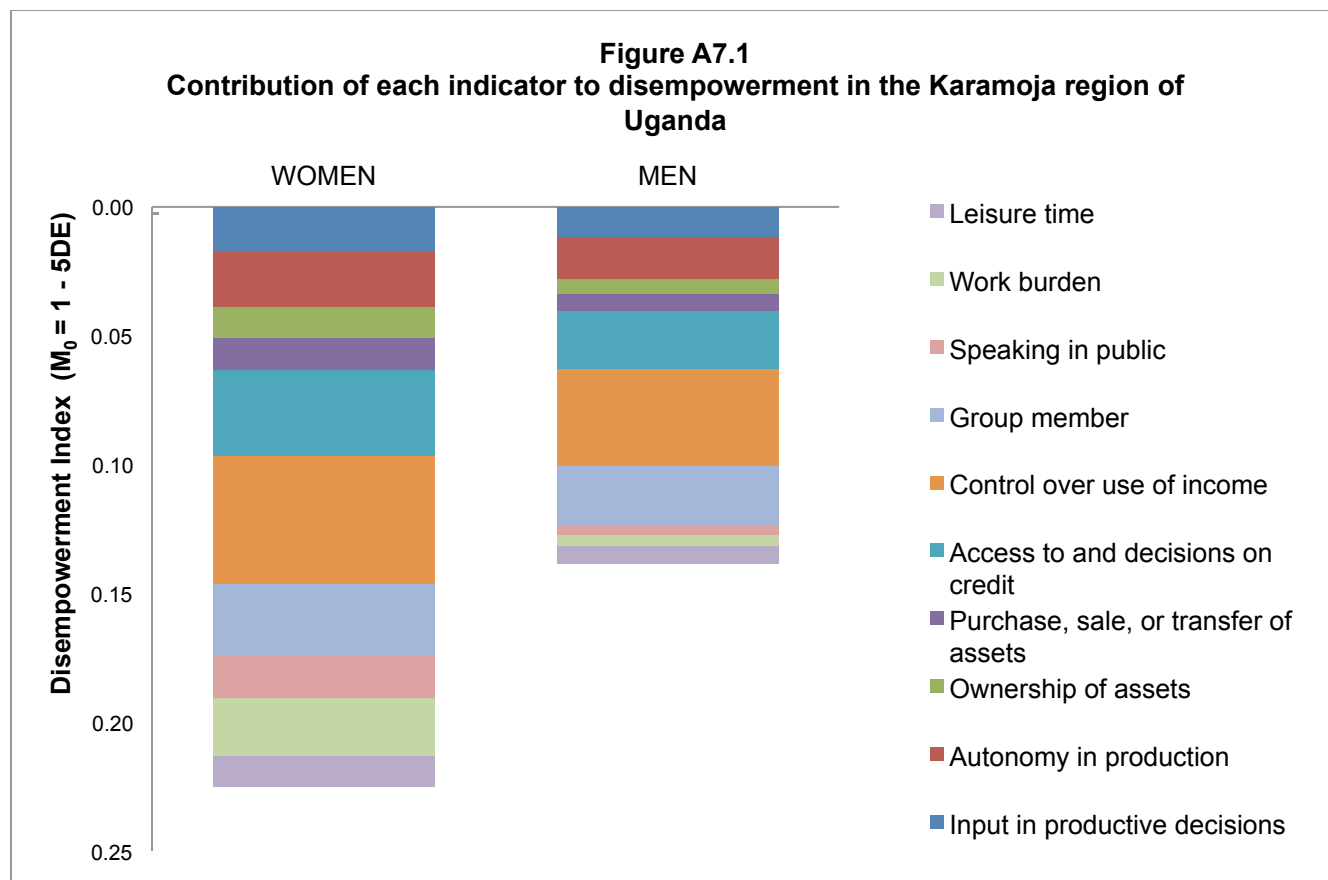 Figure A7.1
Contribution of each indicator to disempowerment in the Karamoja region of
Uganda
WOMEN
MEN
Disempowerment Index (M₀ = 1 - 5DE)
0.00
0.05
0.10
0.15
0.20
0.25
Leisure time
Work burden
Speaking in public
Group member
Control over use of income
Access to and decisions on
credit
Purchase, sale, or transfer of
assets
Ownership of assets
Autonomy in production
Input in productive decisions